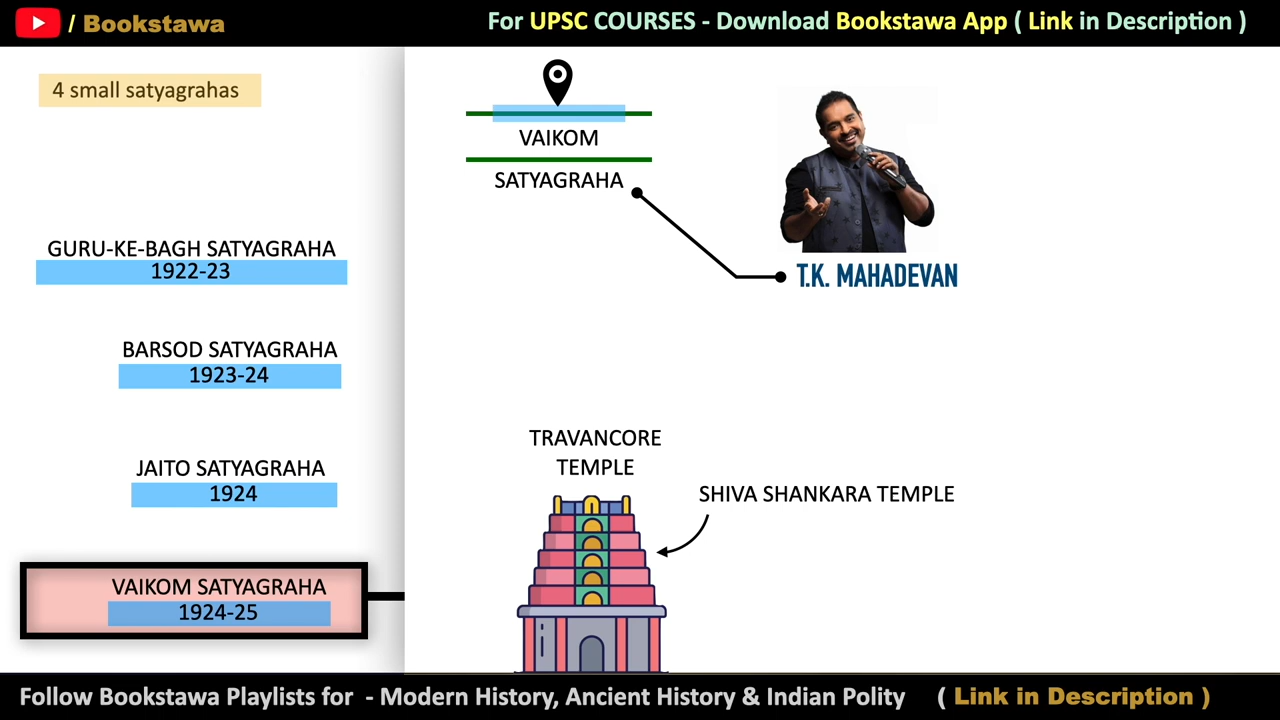 / Bookstawa
For UPSC COURSES - Download Bookstawa App ( Link in Description )
4 small satyagrahas
GURU-KE-BAGH SATYAGRAHA
1922-23
BARSOD SATYAGRAHA
1923-24
JAITO SATYAGRAHA
1924
VAIKOM SATYAGRAHA
1924-25
VAIKOM
SATYAGRAHA
T.K. MAHADEVAN
TRAVANCORE
TEMPLE
SHIVA SHANKARA TEMPLE
Follow Bookstawa Playlists for - Modern History, Ancient History & Indian Polity ( Link in Description )